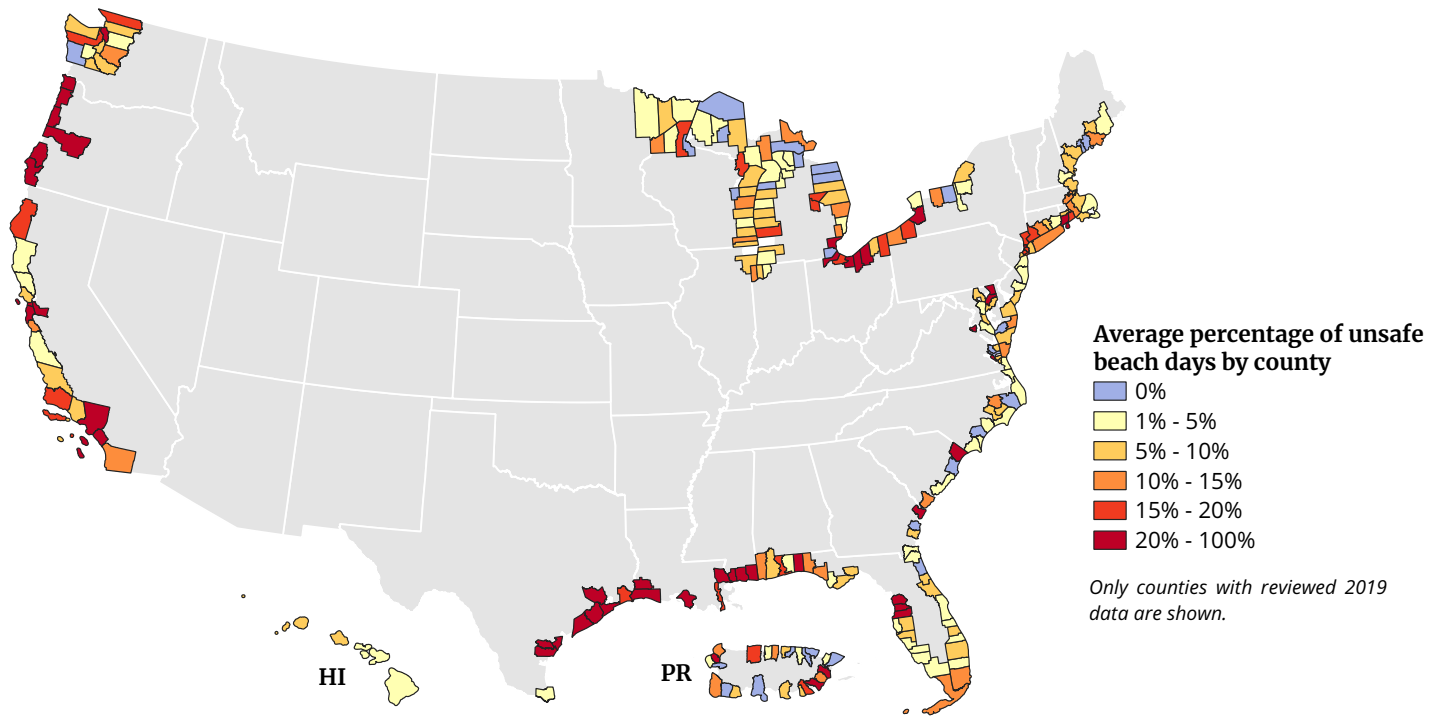 Average percentage of unsafe
beach days by county
0%
1% - 5%
5% - 10%
10% - 15%
15% - 20%
20% - 100%
Only counties with reviewed 2019
data are shown.
HI
PR